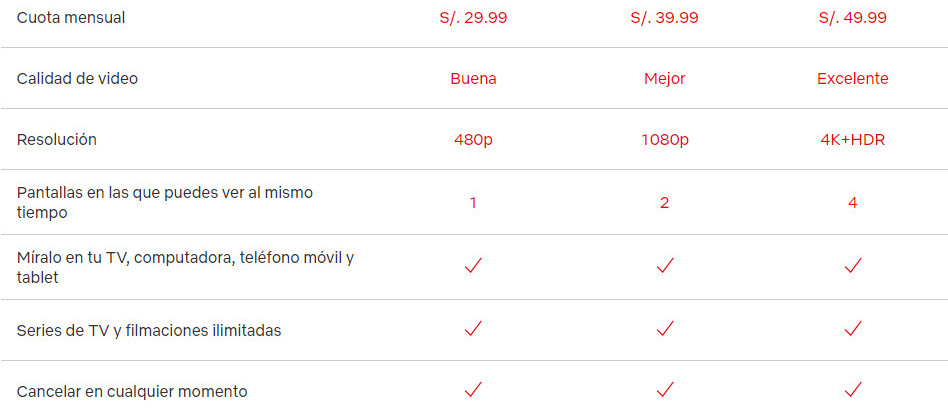 Cuota mensual S/. 29.99 S/. 39.99 S/. 49.99
Calidad de video Buena Mejor Excelente
Resolución 480p 1080p 4K+HDR
Pantallas en las que puedes ver al mismo
tiempo 1 2 4
Míralo en tu TV, computadora, teléfono móvil y
tablet ✓ ✓ ✓
Series de TV y filmaciones ilimitadas ✓ ✓ ✓
Cancelar en cualquier momento ✓ ✓ ✓